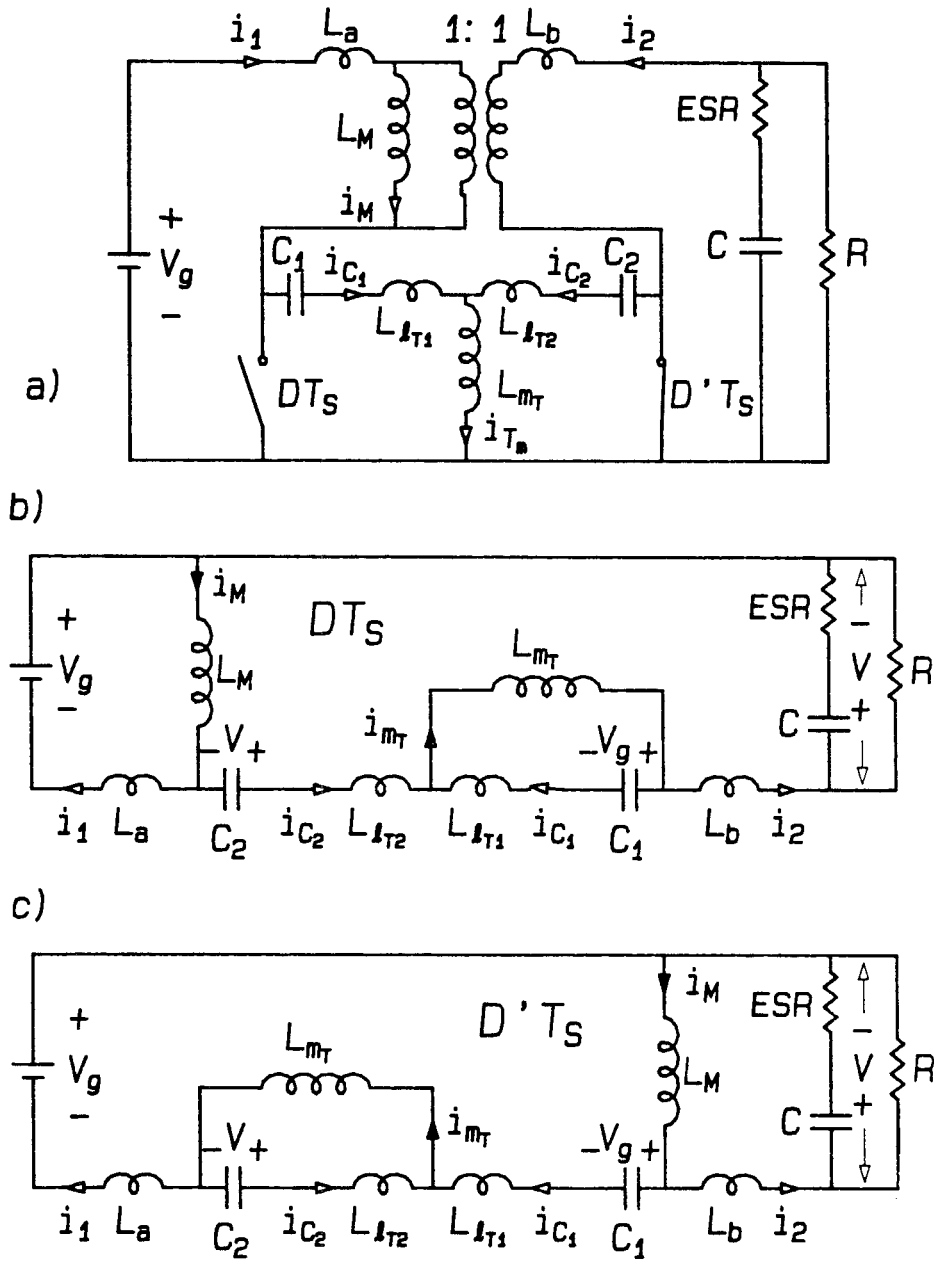 i1 La 1:1 Lb i2
ESR
LM
iM
+
Vg
−
C1 iC1 iC2 C2
C R
LℓT1 LℓT2
a)
DTS LmT D'TS
iTm
b)
iM
DTS
ESR
+
Vg
−
LM
LmT
−
V
+
R
C
−V+
imT
−Vg+
i1 La C2 iC2 LℓT2 LℓT1 iC1 C1 Lb i2
c)
iM
D'TS
ESR
+
Vg
−
LmT
LM
−
V
+
R
C
−V+
imT
−Vg+
i1 La C2 iC2 LℓT2 LℓT1 iC1 C1 Lb i2